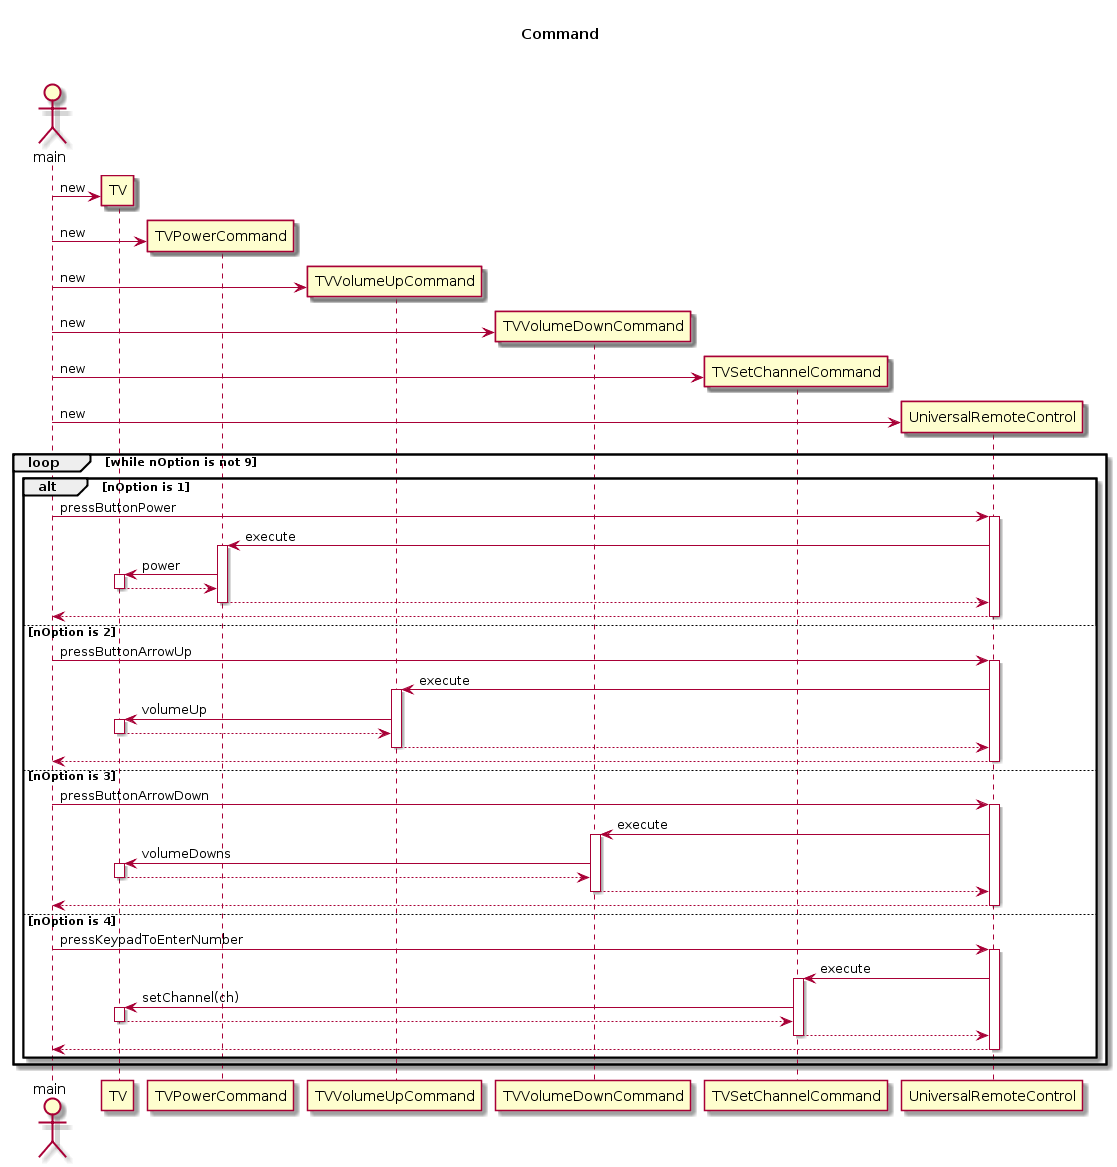 Command
main
new
TV
new
TVPowerCommand
new
TVVolumeUpCommand
new
TVVolumeDownCommand
new
TVSetChannelCommand
new
UniversalRemoteControl
loop [while nOption is not 9]
alt [nOption is 1]
pressButtonPower
execute
power
[nOption is 2]
pressButtonArrowUp
execute
volumeUp
[nOption is 3]
pressButtonArrowDown
execute
volumeDowns
[nOption is 4]
pressKeypadToEnterNumber
execute
setChannel(ch)
main
TV TVPowerCommand TVVolumeUpCommand TVVolumeDownCommand TVSetChannelCommand UniversalRemoteControl